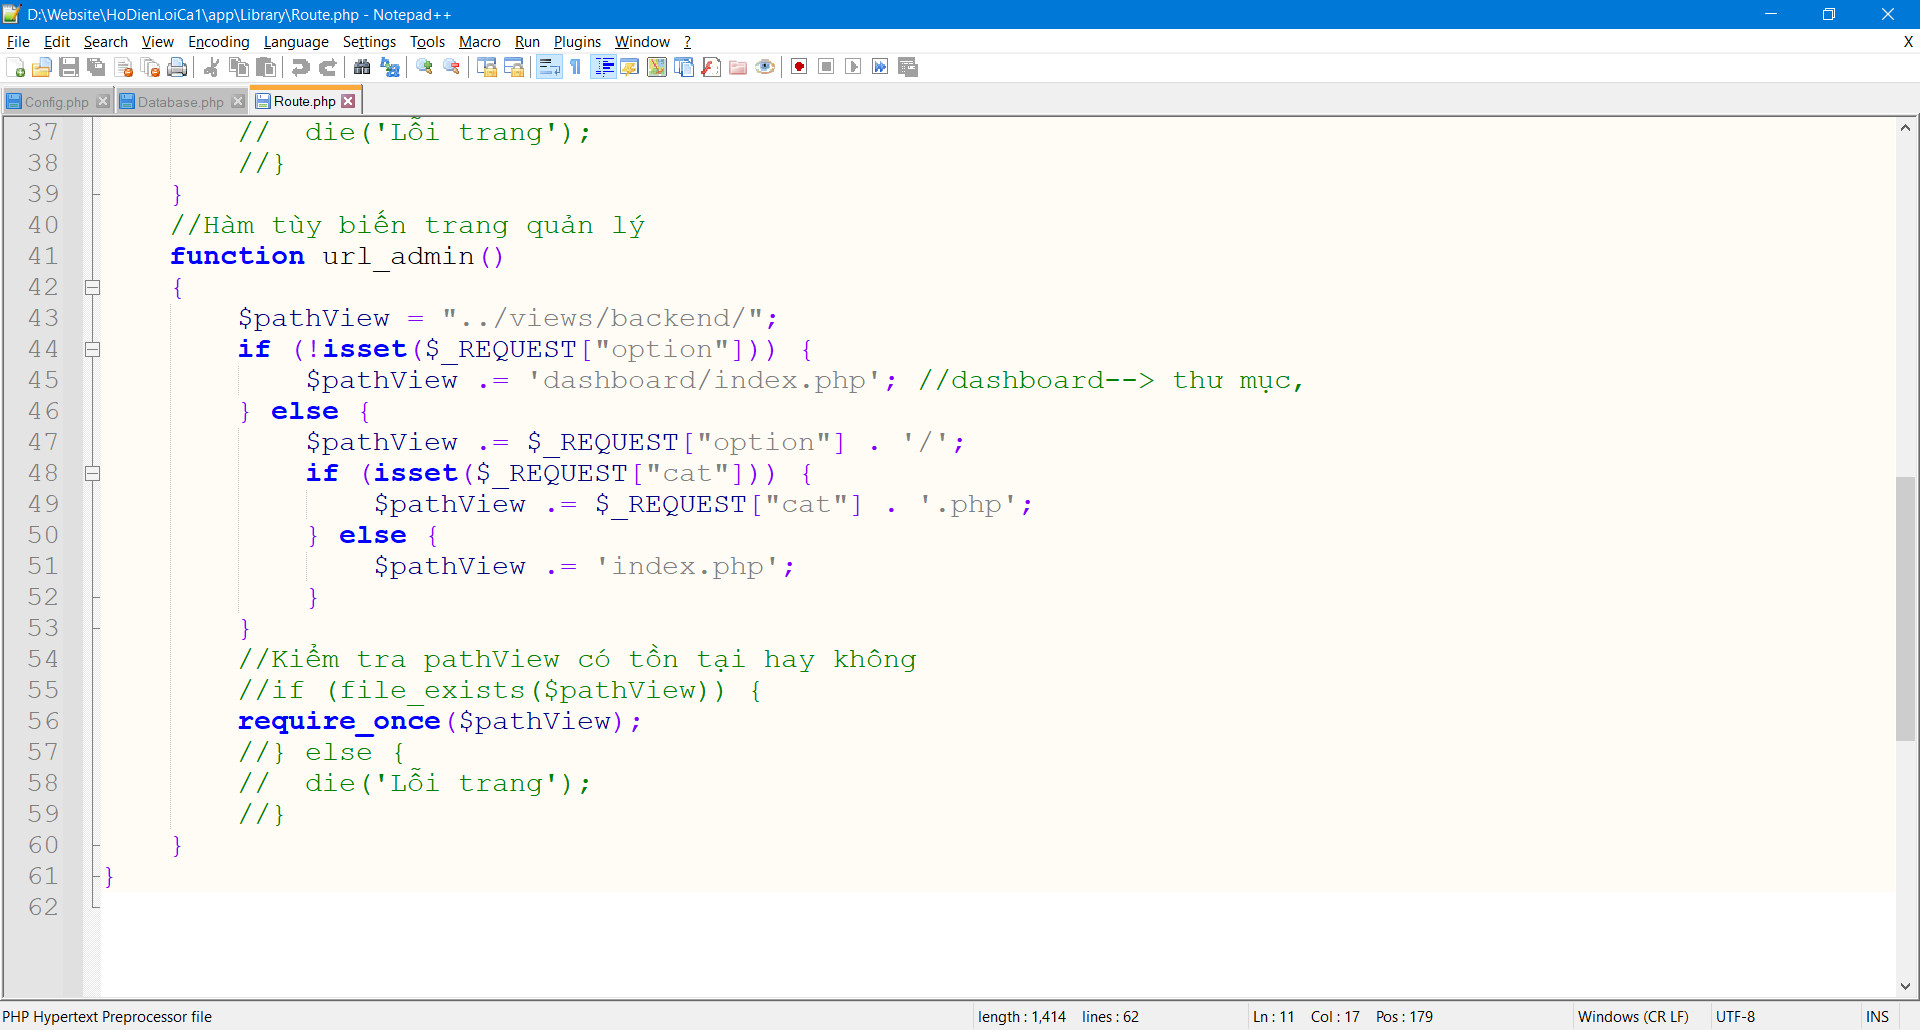 D:\Website\HoDienLoiCa1\app\Library\Route.php - Notepad++
File Edit Search View Encoding Language Settings Tools Macro Run Plugins Window ? X
Config.php Database.php Route.php
37 //  die('Lỗi trang');
38 //}
39 }
40 //Hàm tùy biến trang quản lý
41 function url_admin()
42 {
43 $pathView = "../views/backend/";
44 if (!isset($_REQUEST["option"])) {
45 $pathView .= 'dashboard/index.php'; //dashboard--> thư mục,
46 } else {
47 $pathView .= $_REQUEST["option"] . '/';
48 if (isset($_REQUEST["cat"])) {
49 $pathView .= $_REQUEST["cat"] . '.php';
50 } else {
51 $pathView .= 'index.php';
52 }
53 }
54 //Kiểm tra pathView có tồn tại hay không
55 //if (file_exists($pathView)) {
56 require_once($pathView);
57 //} else {
58 //  die('Lỗi trang');
59 //}
60 }
61 }
62
PHP Hypertext Preprocessor file length : 1,414 lines : 62 Ln : 11 Col : 17 Pos : 179 Windows (CR LF) UTF-8 INS